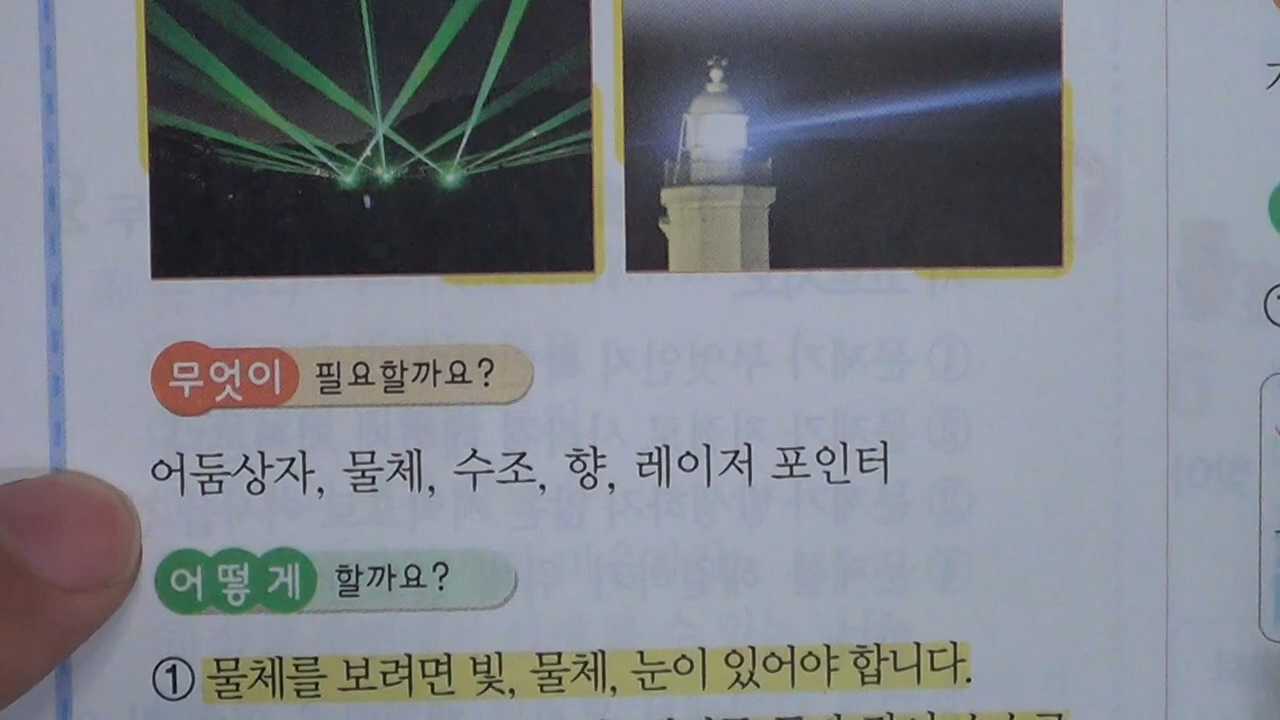 무엇이 필요할까요?
어둠상자, 물체, 수조, 향, 레이저 포인터
어떻게 할까요?
① 물체를 보려면 빛, 물체, 눈이 있어야 합니다.